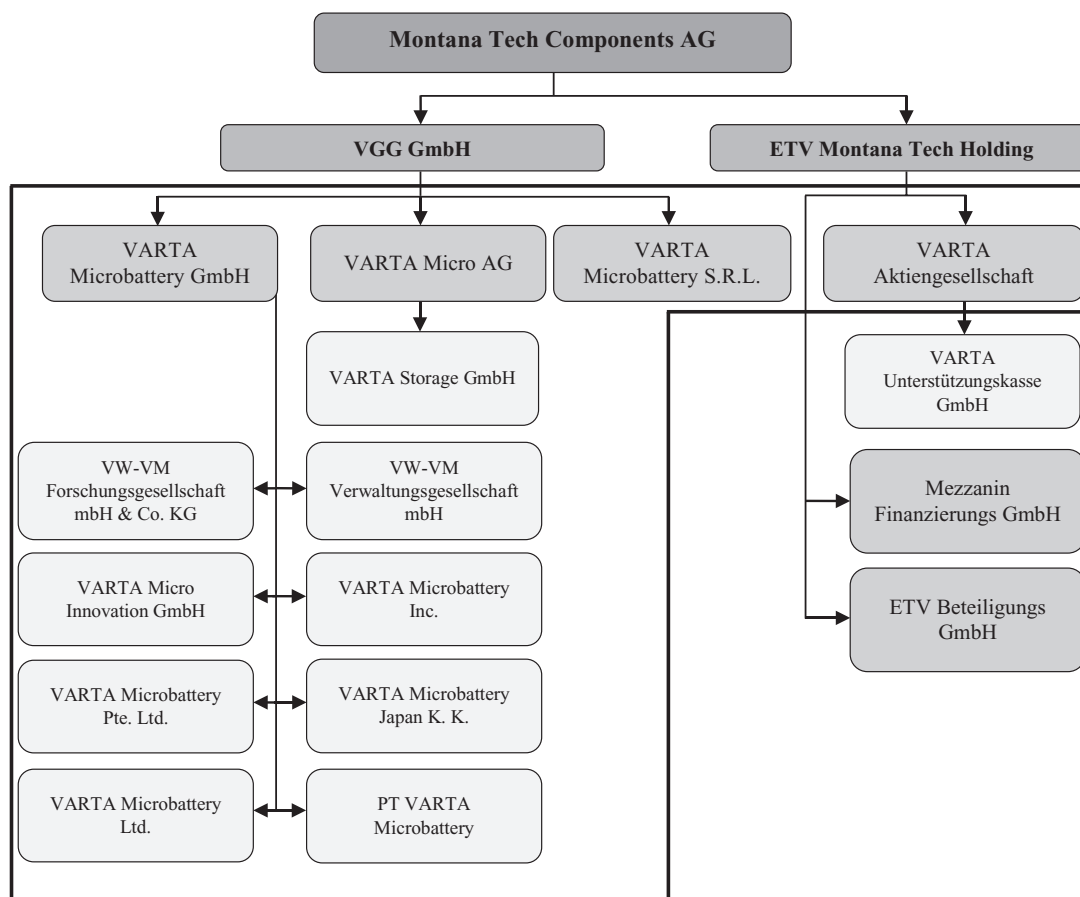 Montana Tech Components AG
VGG GmbH
ETV Montana Tech Holding
VARTA
Microbattery GmbH
VARTA Micro AG
VARTA
Microbattery S.R.L.
VARTA
Aktiengesellschaft
VARTA Storage GmbH
VARTA
Unterstützungskasse
GmbH
VW-VM
Forschungsgesellschaft
mbH & Co. KG
VW-VM
Verwaltungsgesellschaft
mbH
Mezzanin
Finanzierungs GmbH
VARTA Micro
Innovation GmbH
VARTA Microbattery
Inc.
ETV Beteiligungs
GmbH
VARTA Microbattery
Pte. Ltd.
VARTA Microbattery
Japan K. K.
VARTA Microbattery
Ltd.
PT VARTA
Microbattery